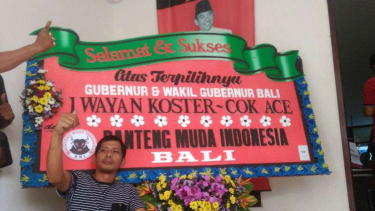 Selamat & Sukses
Atas Terpilihnya
GUBERNUR & WAKIL GUBERNUR BALI
I WAYAN KOSTER ~ COK ACE
BANTENG MUDA INDONESIA
BALI